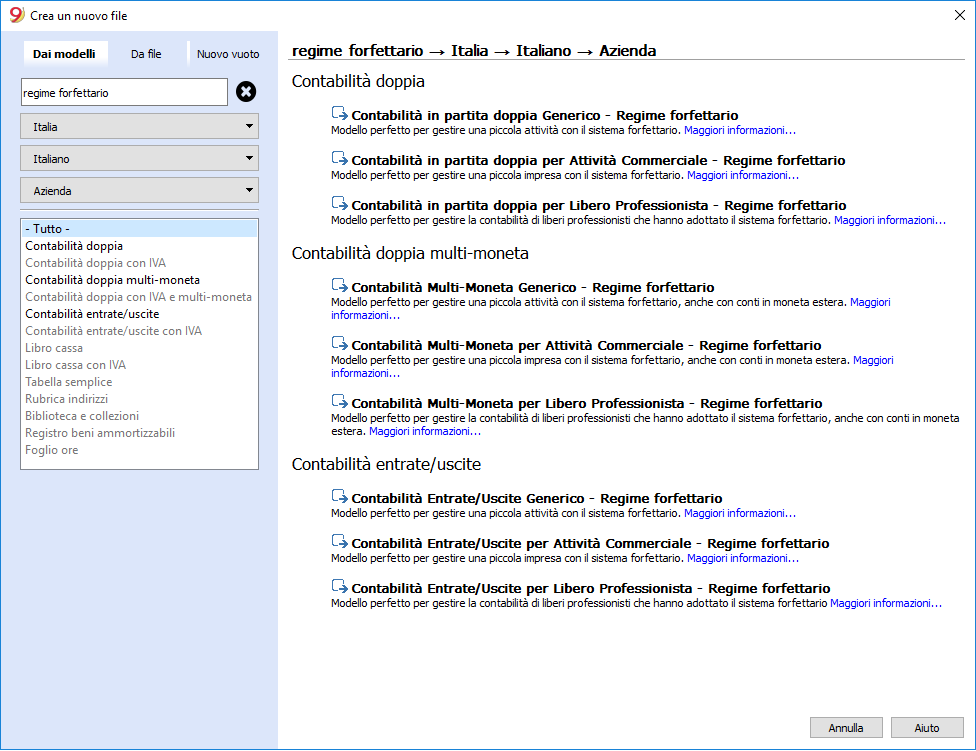 Crea un nuovo file
Dai modelli
Da file
Nuovo vuoto
regime forfettario
Italia
Italiano
Azienda
- Tutto -
Contabilità doppia
Contabilità doppia con IVA
Contabilità doppia multi-moneta
Contabilità doppia con IVA e multi-moneta
Contabilità entrate/uscite
Contabilità entrate/uscite con IVA
Libro cassa
Libro cassa con IVA
Tabella semplice
Rubrica indirizzi
Biblioteca e collezioni
Registro beni ammortizzabili
Foglio ore
regime forfettario → Italia → Italiano → Azienda
Contabilità doppia
Contabilità in partita doppia Generico - Regime forfettario
Modello perfetto per gestire una piccola attività con il sistema forfettario. Maggiori informazioni...
Contabilità in partita doppia per Attività Commerciale - Regime forfettario
Modello perfetto per gestire una piccola impresa con il sistema forfettario. Maggiori informazioni...
Contabilità in partita doppia per Libero Professionista - Regime forfettario
Modello perfetto per gestire la contabilità di liberi professionisti che hanno adottato il sistema forfettario. Maggiori informazioni...
Contabilità doppia multi-moneta
Contabilità Multi-Moneta Generico - Regime forfettario
Modello perfetto per gestire una piccola attività con il sistema forfettario, anche con conti in moneta estera. Maggiori
informazioni...
Contabilità Multi-Moneta per Attività Commerciale - Regime forfettario
Modello perfetto per gestire una piccola impresa con il sistema forfettario, anche con conti in moneta estera. Maggiori
informazioni...
Contabilità Multi-Moneta per Libero Professionista - Regime forfettario
Modello perfetto per gestire la contabilità di liberi professionisti che hanno adottato il sistema forfettario, anche con conti in moneta
estera. Maggiori informazioni...
Contabilità entrate/uscite
Contabilità Entrate/Uscite Generico - Regime forfettario
Modello perfetto per gestire una piccola attività con il sistema forfettario. Maggiori informazioni...
Contabilità Entrate/Uscite per Attività Commerciale - Regime forfettario
Modello perfetto per gestire una piccola impresa con il sistema forfettario. Maggiori informazioni...
Contabilità Entrate/Uscite per Libero Professionista - Regime forfettario
Modello perfetto per gestire la contabilità di liberi professionisti che hanno adottato il sistema forfettario Maggiori informazioni...
Annulla
Aiuto